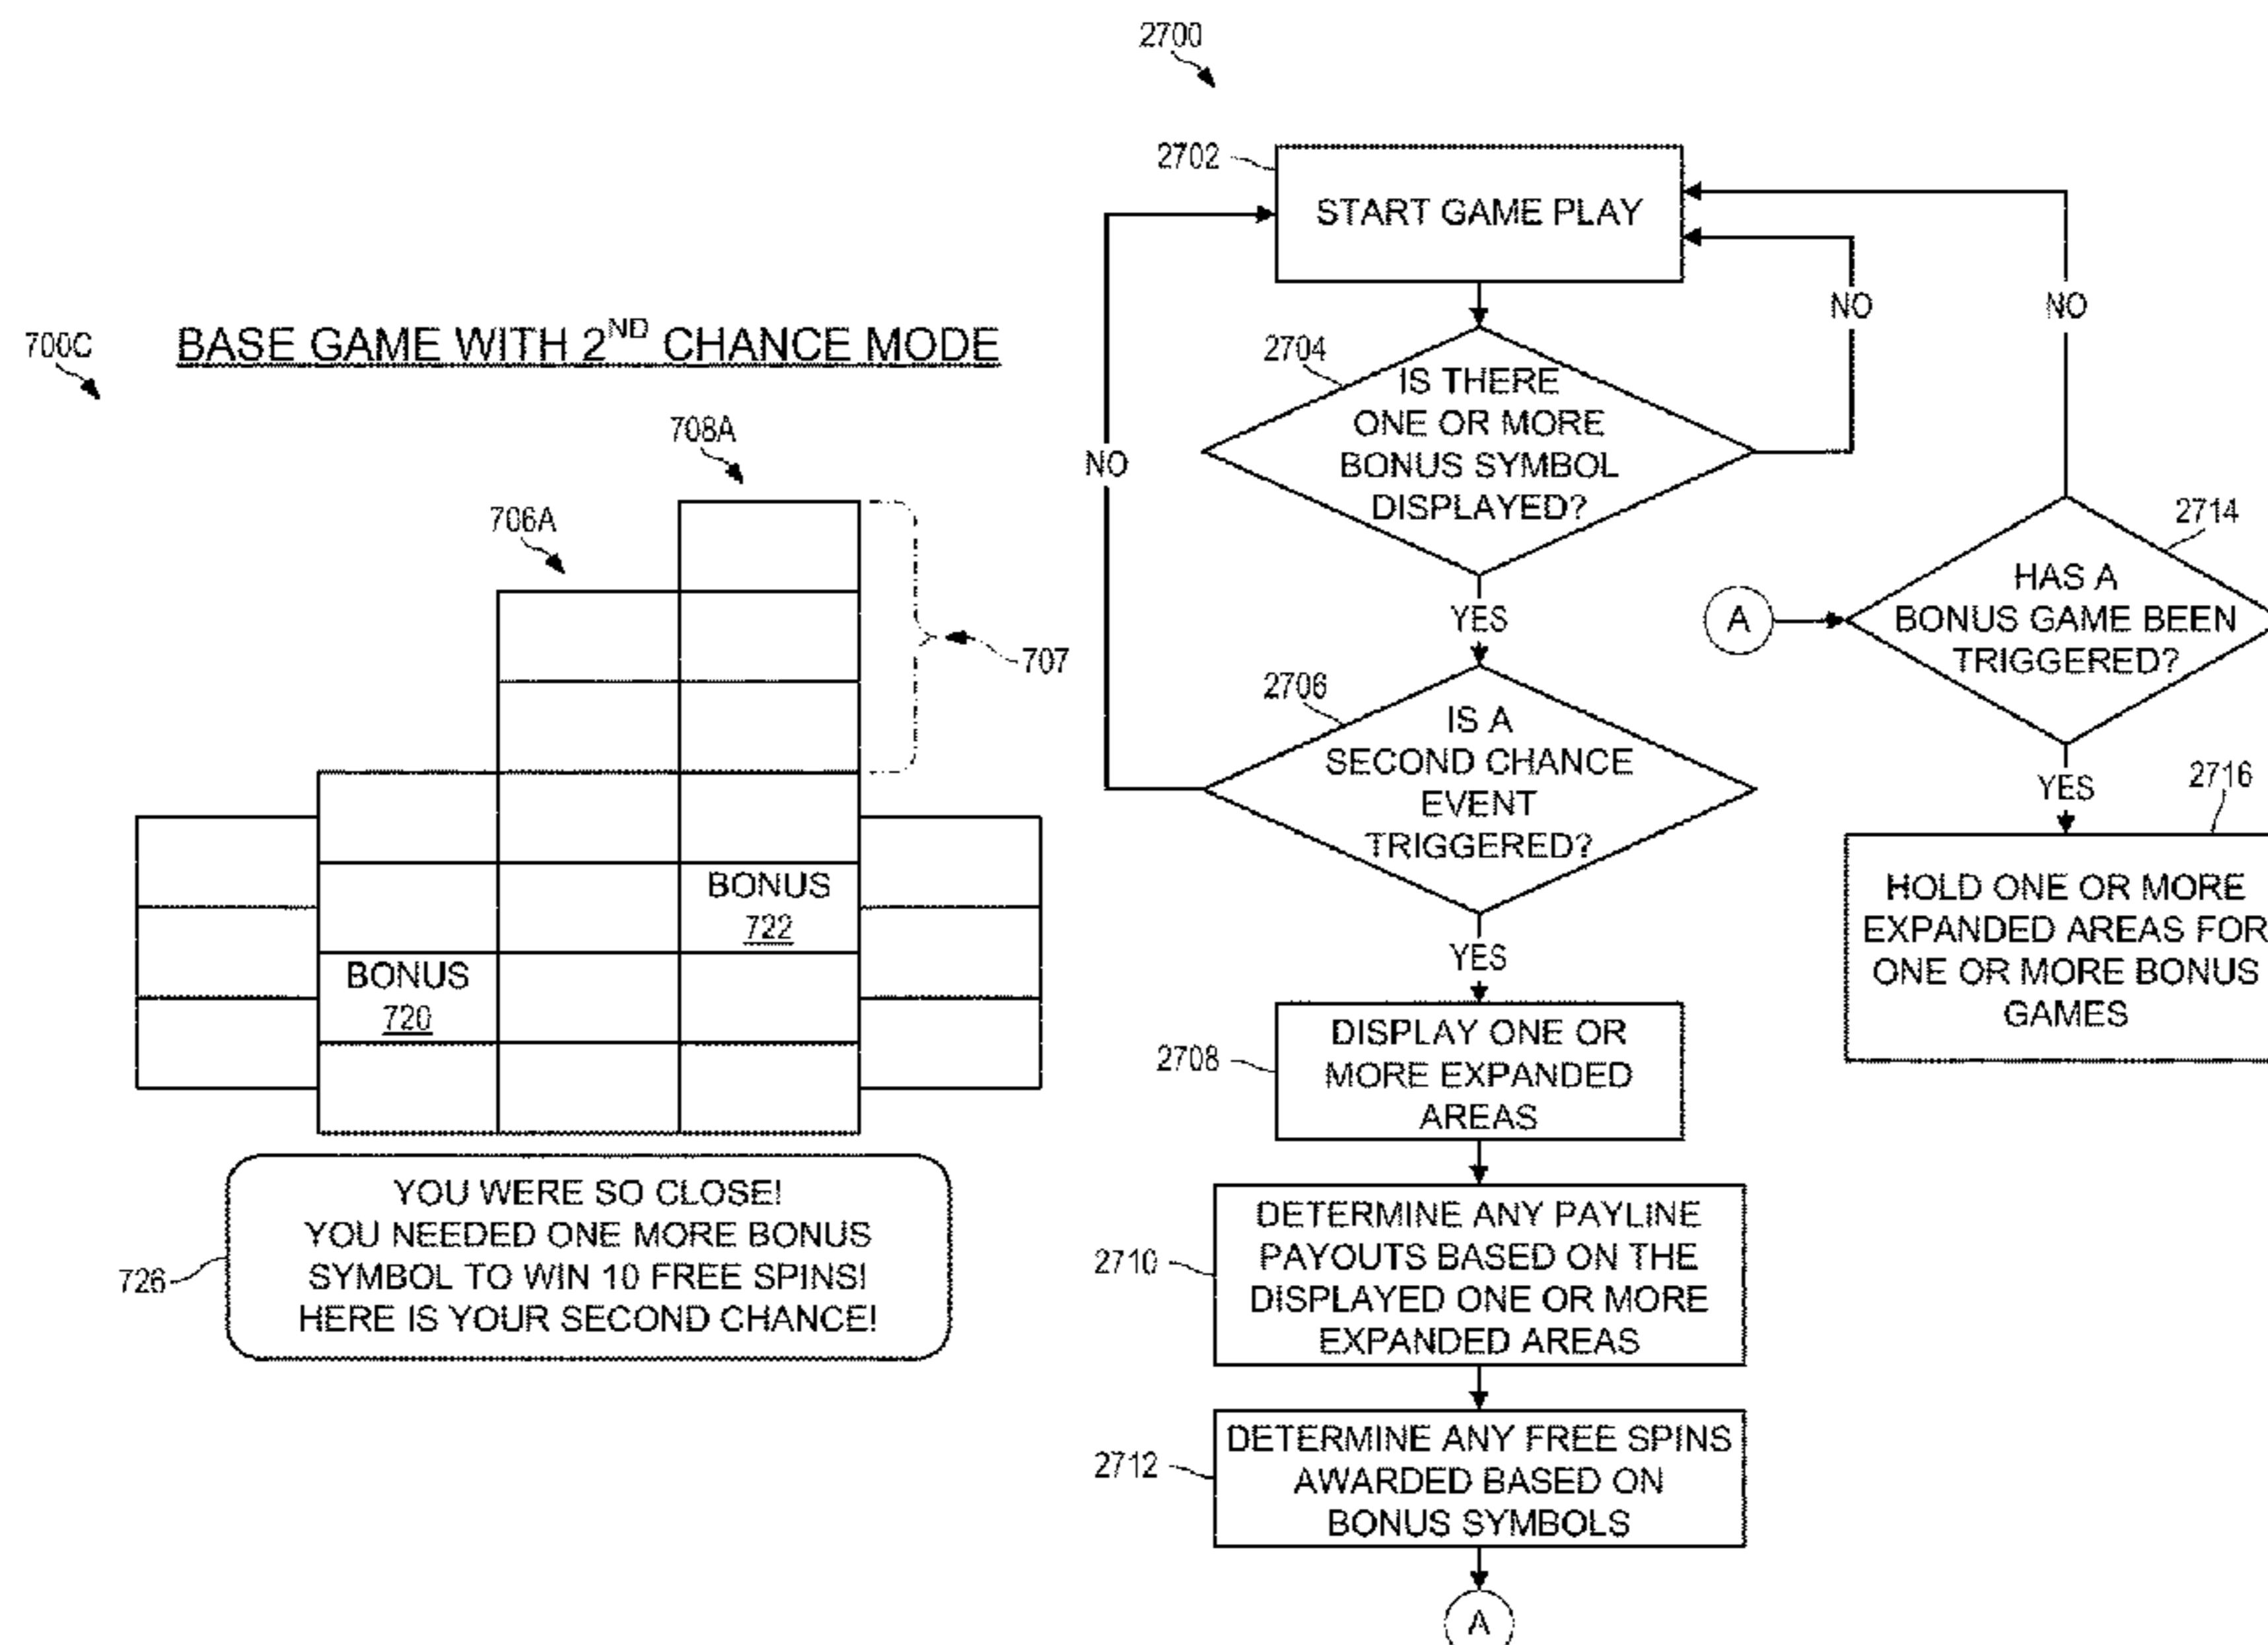 700C
BASE GAME WITH 2ND CHANCE MODE
708A
706A
707
BONUS
722
BONUS
720
YOU WERE SO CLOSE!
YOU NEEDED ONE MORE BONUS
SYMBOL TO WIN 10 FREE SPINS!
HERE IS YOUR SECOND CHANCE!
726
2700
2702
START GAME PLAY
2704
IS THERE
ONE OR MORE
BONUS SYMBOL
DISPLAYED?
NO
NO
NO
YES
2706
IS A
SECOND CHANCE
EVENT
TRIGGERED?
YES
2708
DISPLAY ONE OR
MORE EXPANDED
AREAS
2710
DETERMINE ANY PAYLINE
PAYOUTS BASED ON THE
DISPLAYED ONE OR MORE
EXPANDED AREAS
2712
DETERMINE ANY FREE SPINS
AWARDED BASED ON
BONUS SYMBOLS
A
A
2714
HAS A
BONUS GAME BEEN
TRIGGERED?
YES
2716
HOLD ONE OR MORE
EXPANDED AREAS FOR
ONE OR MORE BONUS
GAMES